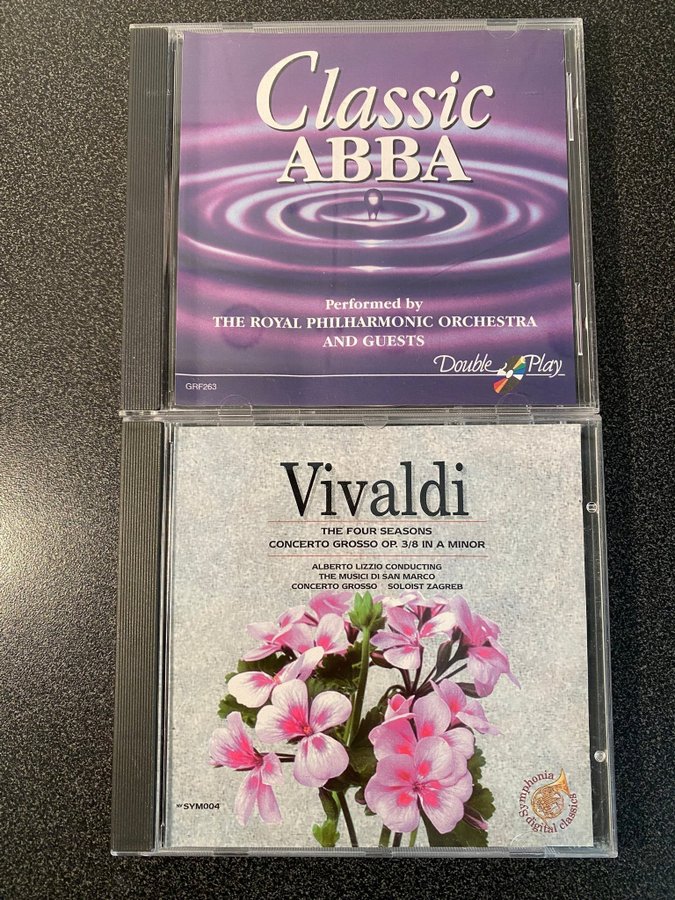 Classic
ABBA
Performed by
THE ROYAL PHILHARMONIC ORCHESTRA
AND GUESTS
Double Play
GRF263
Vivaldi
THE FOUR SEASONS
CONCERTO GROSSO OP. 3/8 IN A MINOR
ALBERTO LIZZIO CONDUCTING
THE MUSICI DI SAN MARCO
CONCERTO GROSSO SOLOIST ZAGREB
SYM004
Symphonia
digital classics